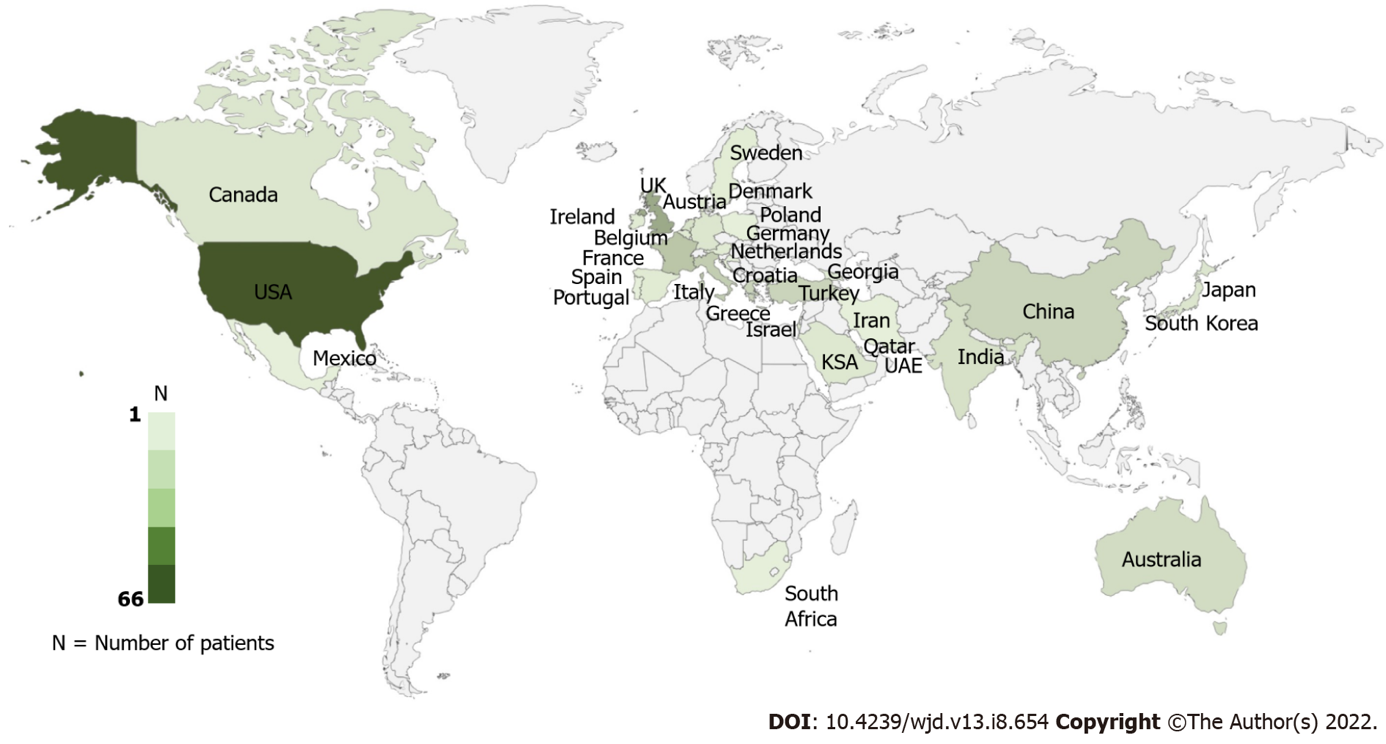 Sweden
UK
Denmark
Canada
Austria
Ireland
Poland
Belgium
Germany
France
Netherlands
Spain
Croatia
Georgia
USA
Portugal
Italy
Turkey
Japan
Greece
Iran
China
Israel
South Korea
Mexico
Qatar
India
KSA
UAE
N
1
Australia
66
South
Africa
N = Number of patients
DOI: 10.4239/wjd.v13.i8.654 Copyright ©The Author(s) 2022.